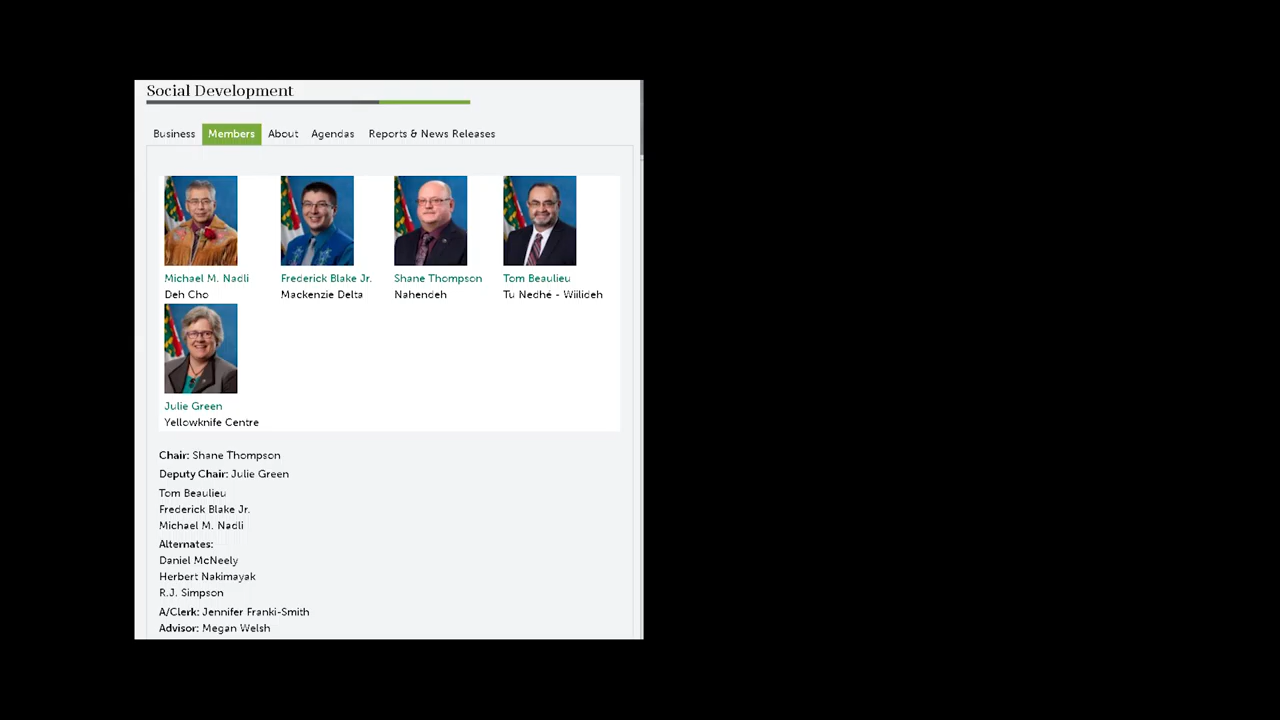 Social Development
Business Members About Agendas Reports & News Releases
Michael M. Nadli Frederick Blake Jr. Shane Thompson Tom Beaulieu
Deh Cho Mackenzie Delta Nahendeh Tu Nedhé - Wiilideh
Julie Green
Yellowknife Centre
Chair: Shane Thompson
Deputy Chair: Julie Green
Tom Beaulieu
Frederick Blake Jr.
Michael M. Nadli
Alternates:
Daniel McNeely
Herbert Nakimayak
R.J. Simpson
A/Clerk: Jennifer Franki-Smith
Advisor: Megan Welsh